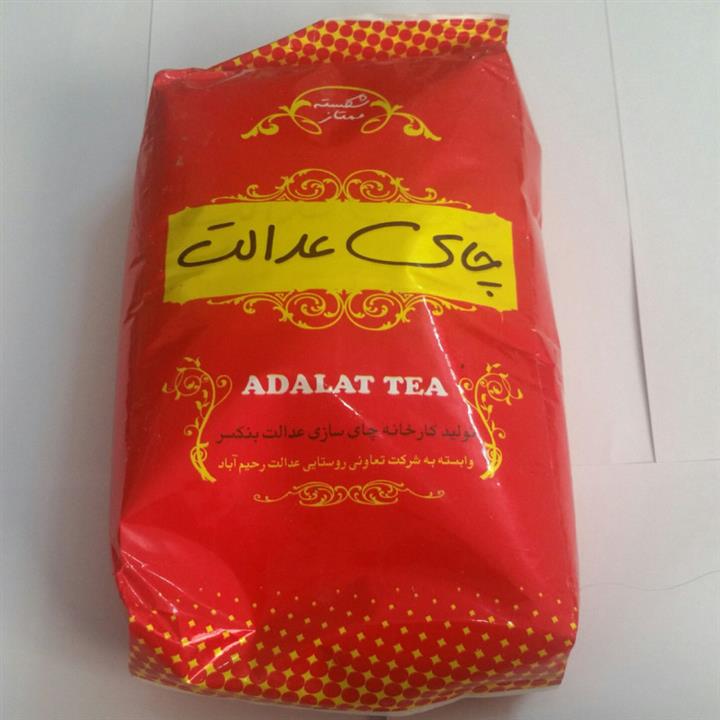 شکسته
ممتاز
چای عدالت
ADALAT TEA
تولید کارخانه چای سازی عدالت بنکسر
وابسته به شرکت تعاونی روستایی عدالت رحیم آباد